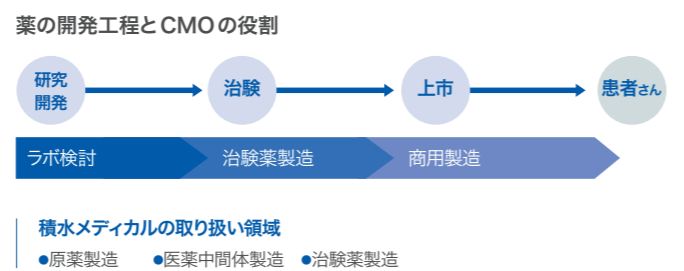 薬の開発工程とCMOの役割
研究
開発
治験
上市
患者さん
ラボ検討
治験薬製造
商用製造
積水メディカルの取り扱い領域
●原薬製造 ●医薬中間体製造 ●治験薬製造